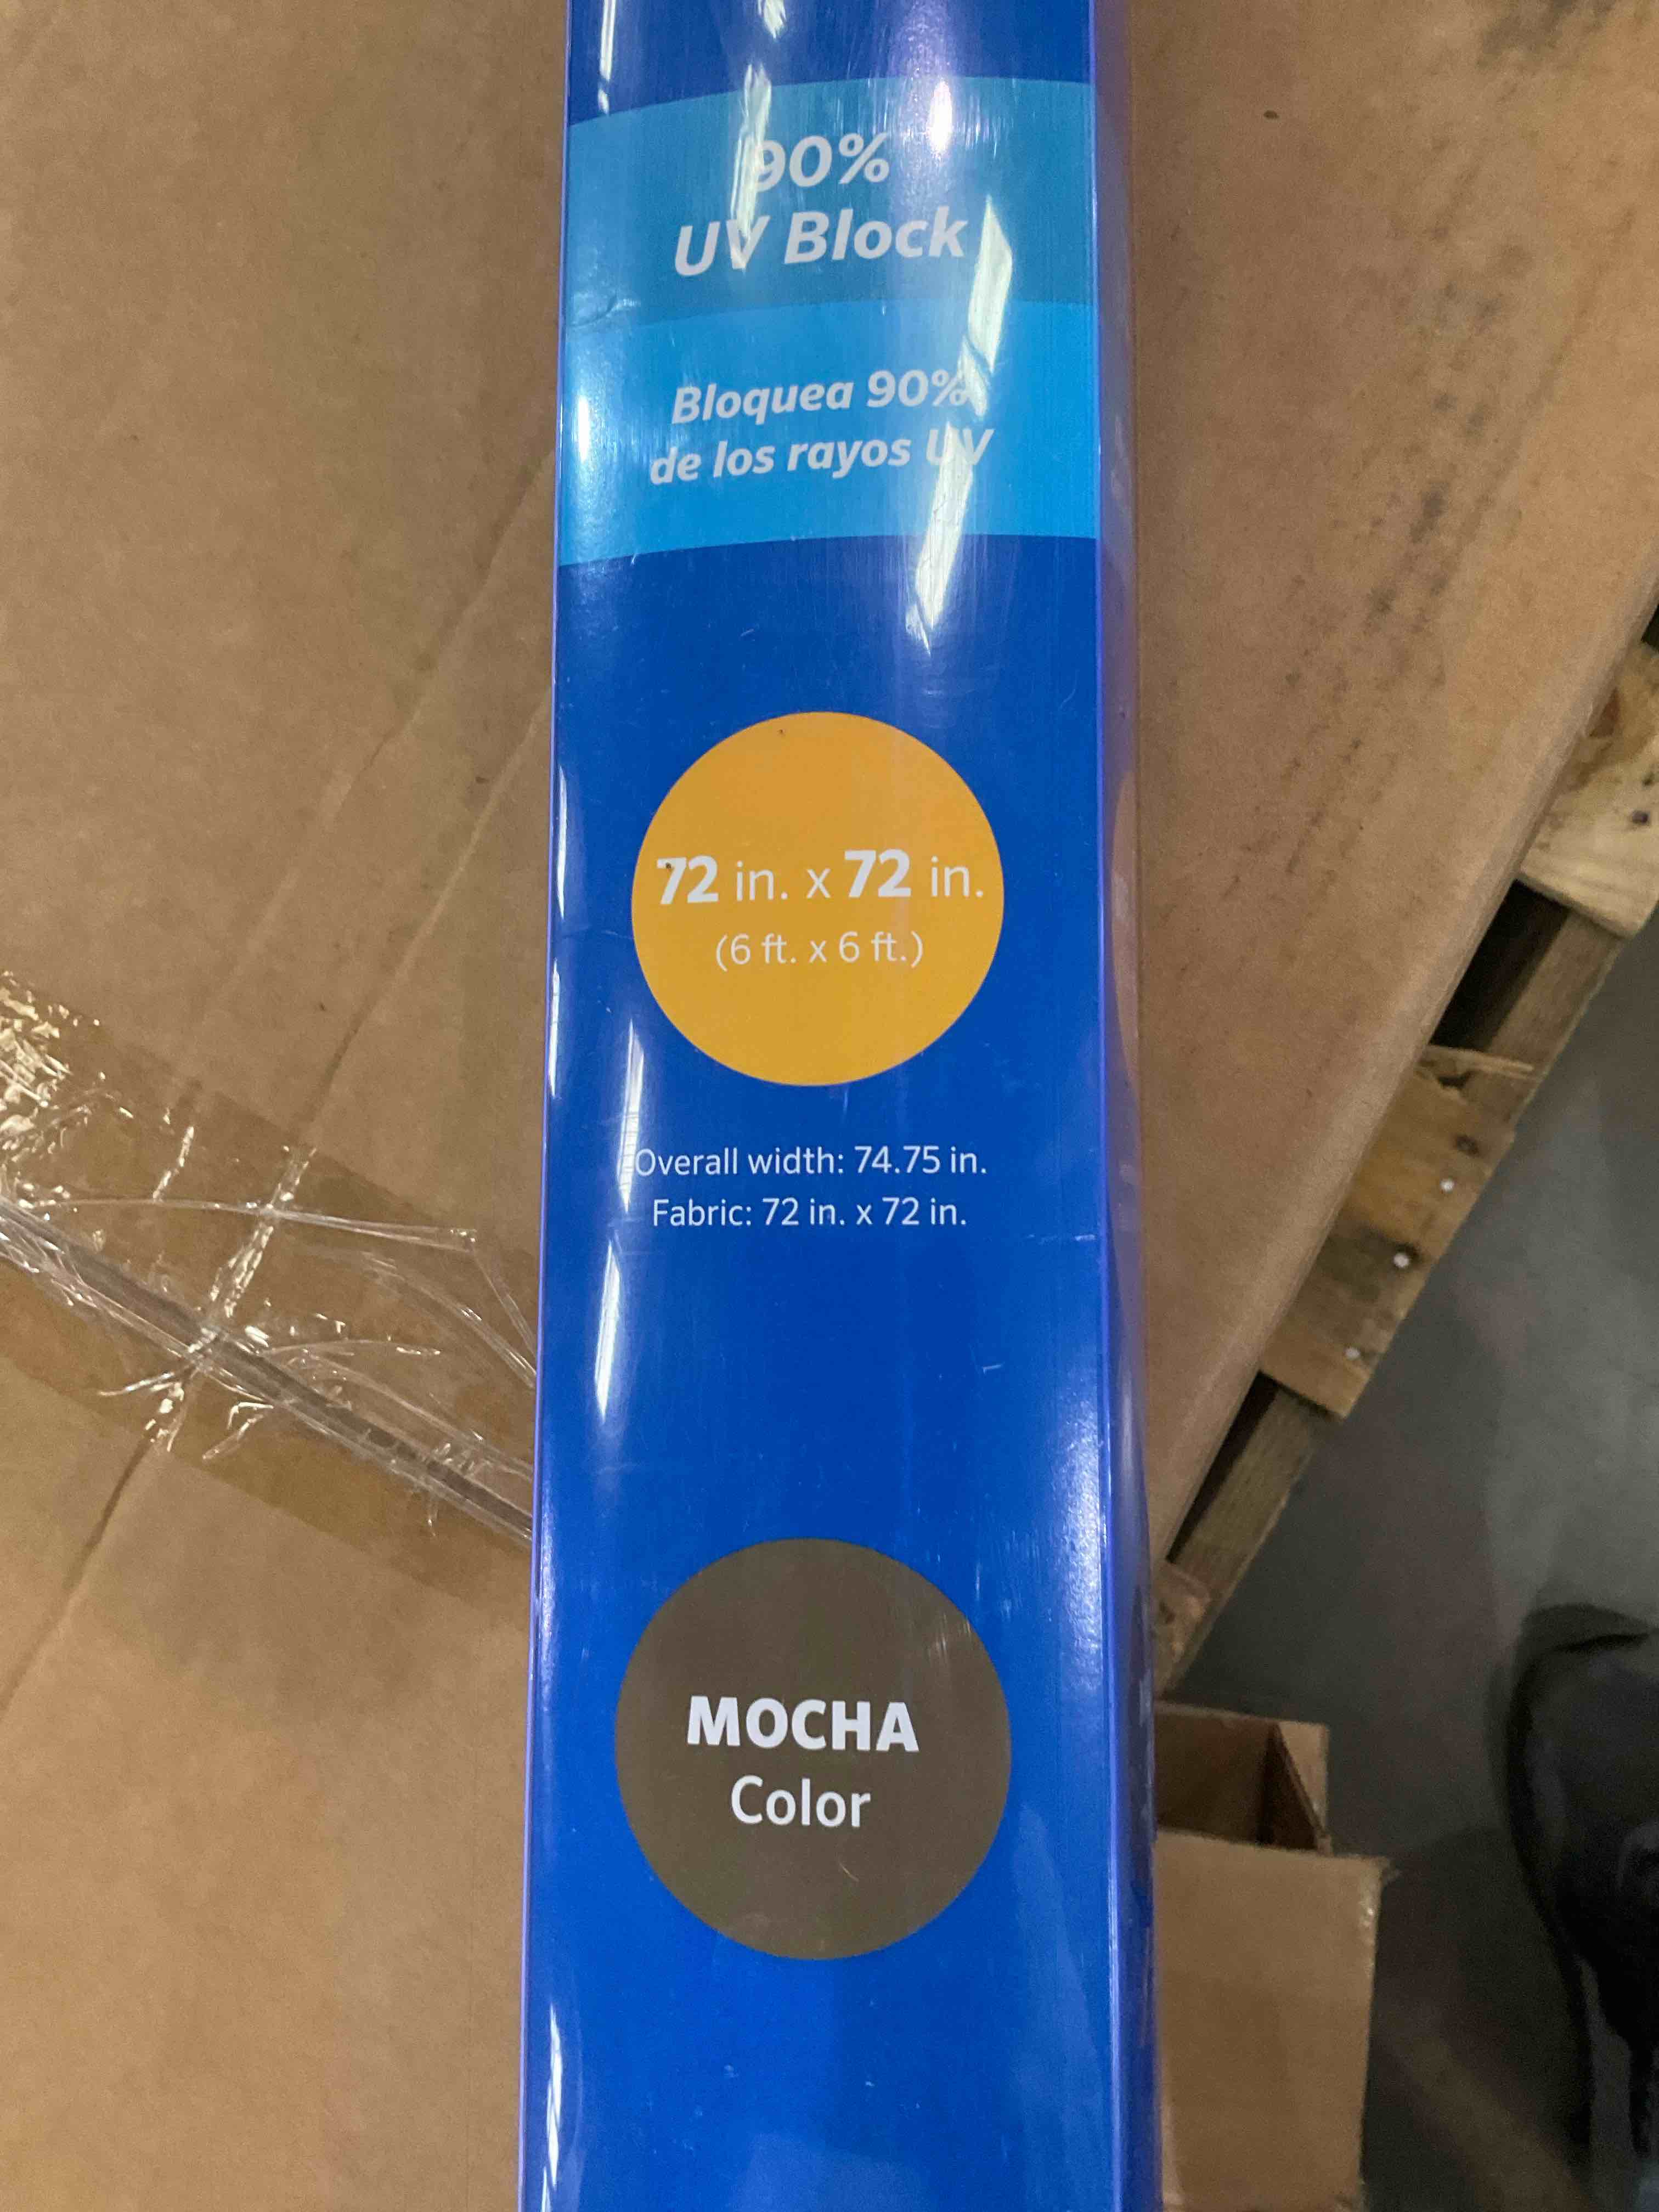 90%
UV Block
Bloquea 90%
de los rayos UV
72 in. x 72 in.
(6 ft. x 6 ft.)
Overall width: 74.75 in.
Fabric: 72 in. x 72 in.
MOCHA
Color